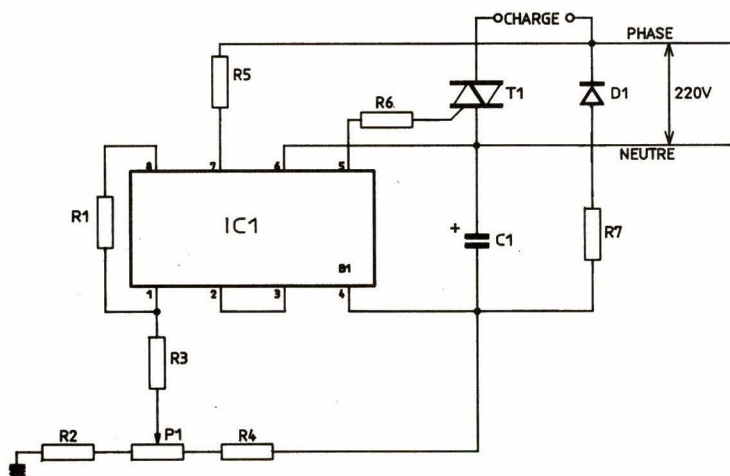 CHARGE
PHASE
R5
R6
T1
D1
220V
NEUTRE
8
7
6
5
R1
IC1
+
C1
R7
B1
1
2
3
4
R3
R2
P1
R4